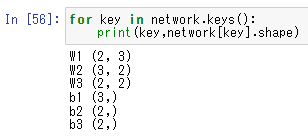 In [56]: for key in network.keys():
print(key,network[key].shape)
W1 (2, 3)
W2 (3, 2)
W3 (2, 2)
b1 (3,)
b2 (2,)
b3 (2,)